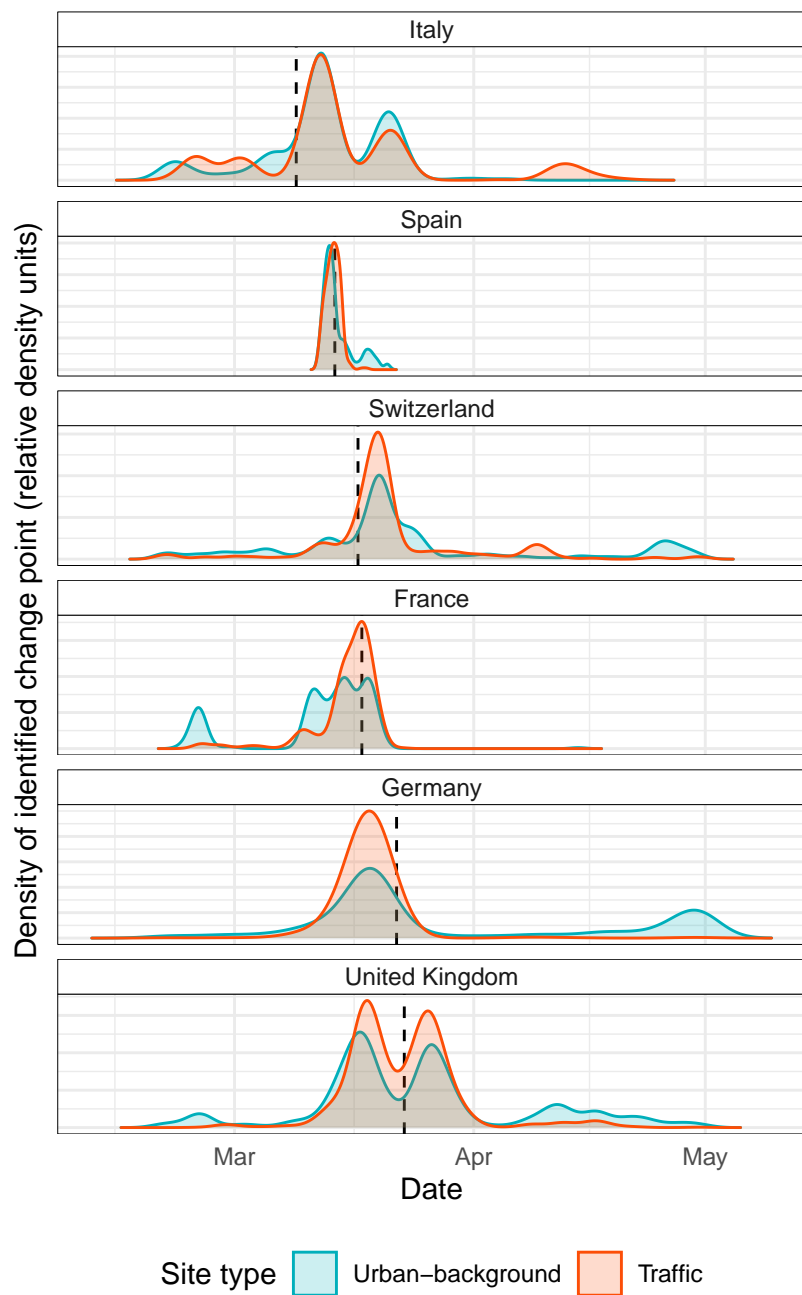 Italy
Spain
Switzerland
France
Germany
United Kingdom
Density of identified change point (relative density units)
Mar Apr May
Date
Site type Urban−background Traffic